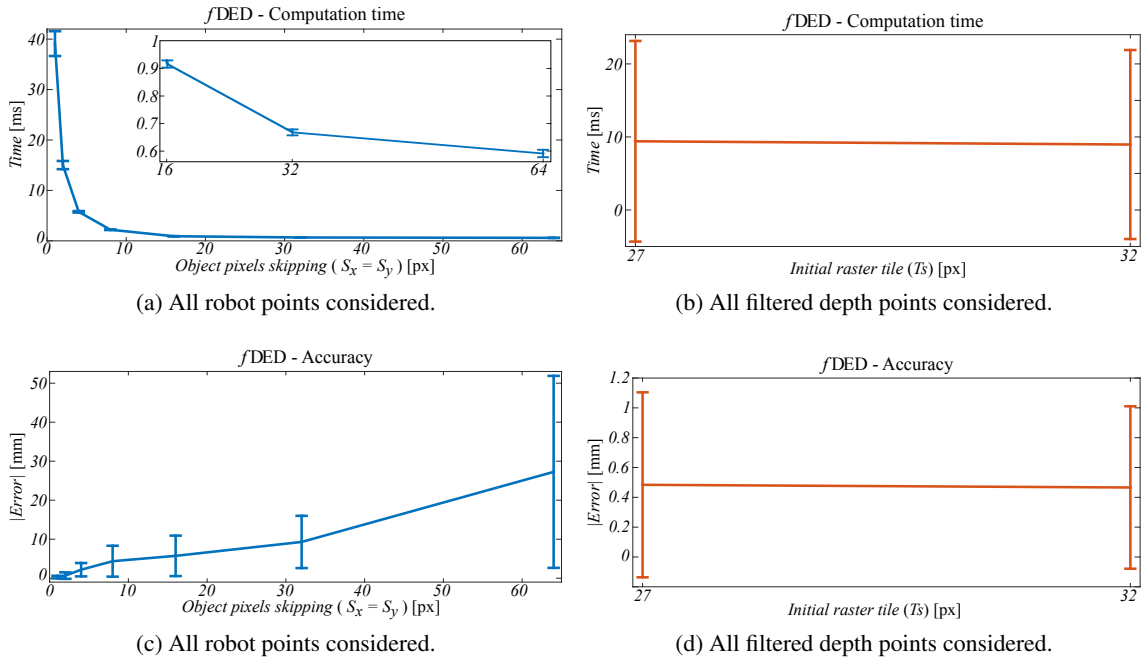 fDED - Computation time
40
30
20
10
0
Time [ms]
1
0.9
0.8
0.7
0.6
16
32
64
0
10
20
30
40
50
60
Object pixels skipping ( Sx = Sy ) [px]
(a) All robot points considered.
fDED - Computation time
20
10
0
Time [ms]
27
32
Initial raster tile (Ts) [px]
(b) All filtered depth points considered.
fDED - Accuracy
50
40
30
20
10
0
|Error| [mm]
0
10
20
30
40
50
60
Object pixels skipping ( Sx = Sy ) [px]
(c) All robot points considered.
fDED - Accuracy
1.2
1
0.8
0.6
0.4
0.2
0
|Error| [mm]
27
32
Initial raster tile (Ts) [px]
(d) All filtered depth points considered.